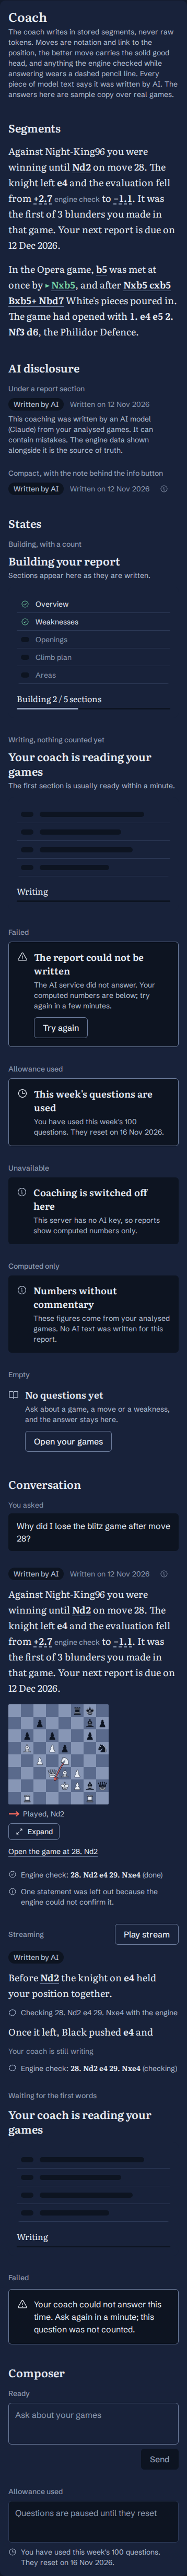 Coach
The coach writes in stored segments, never raw
tokens. Moves are notation and link to the
position, the better move carries the solid good
head, and anything the engine checked while
answering wears a dashed pencil line. Every
piece of model text says it was written by AI. The
answers here are sample copy over real games.
Segments
Against Night-King96 you were
winning until Nd2 on move 28. The
knight left e4 and the evaluation fell
from +2.7 engine check to −1.1. It was
the first of 3 blunders you made in
that game. Your next report is due on
12 Dec 2026.
In the Opera game, b5 was met at
once by Nxb5, and after Nxb5 cxb5
Bxb5+ Nbd7 White's pieces poured in.
The game had opened with 1. e4 e5 2.
Nf3 d6, the Philidor Defence.
AI disclosure
Under a report section
Written by AI Written on 12 Nov 2026
This coaching was written by an AI model
(Claude) from your analysed games. It can
contain mistakes. The engine data shown
alongside it is the source of truth.
Compact, with the note behind the info button
Written by AI Written on 12 Nov 2026
States
Building, with a count
Building your report
Sections appear here as they are written.
Overview
Weaknesses
Openings
Climb plan
Areas
Building 2 / 5 sections
Writing, nothing counted yet
Your coach is reading your
games
The first section is usually ready within a minute.
Writing
Failed
The report could not be
written
The AI service did not answer. Your
computed numbers are below; try
again in a few minutes.
Try again
Allowance used
This week's questions are
used
You have used this week's 100
questions. They reset on 16 Nov 2026.
Unavailable
Coaching is switched off
here
This server has no AI key, so reports
show computed numbers only.
Computed only
Numbers without
commentary
These figures come from your analysed
games. No AI text was written for this
report.
Empty
No questions yet
Ask about a game, a move or a weakness,
and the answer stays here.
Open your games
Conversation
You asked
Why did I lose the blitz game after move
28?
Written by AI Written on 12 Nov 2026
Against Night-King96 you were
winning until Nd2 on move 28. The
knight left e4 and the evaluation fell
from +2.7 engine check to −1.1. It was
the first of 3 blunders you made in
that game. Your next report is due on
12 Dec 2026.
Played, Nd2
Expand
Open the game at 28. Nd2
Engine check: 28. Nd2 e4 29. Nxe4 (done)
One statement was left out because the
engine could not confirm it.
Streaming
Play stream
Written by AI
Before Nd2 the knight on e4 held
your position together.
Checking 28. Nd2 e4 29. Nxe4 with the engine
Once it left, Black pushed e4 and
Your coach is still writing
Engine check: 28. Nd2 e4 29. Nxe4 (checking)
Waiting for the first words
Your coach is reading your
games
Writing
Failed
Your coach could not answer this
time. Ask again in a minute; this
question was not counted.
Composer
Ready
Ask about your games
Send
Allowance used
Questions are paused until they reset
You have used this week's 100 questions.
They reset on 16 Nov 2026.